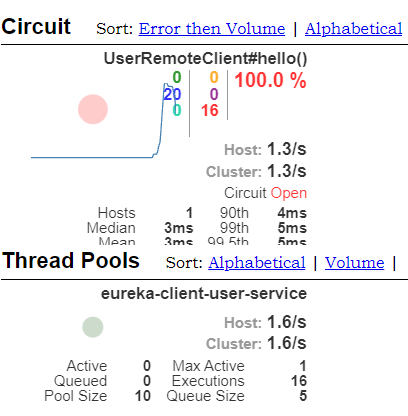 Circuit Sort: Error then Volume | Alphabetical
UserRemoteClient#hello()
0 0 100.0 %
20 0
0 16
Host: 1.3/s
Cluster: 1.3/s
Circuit Open
Hosts 1 90th 4ms
Median 3ms 99th 5ms
Mean 3ms 99.5th 5ms
Thread Pools Sort: Alphabetical | Volume |
eureka-client-user-service
Host: 1.6/s
Cluster: 1.6/s
Active 0 Max Active 1
Queued 0 Executions 16
Pool Size 10 Queue Size 5